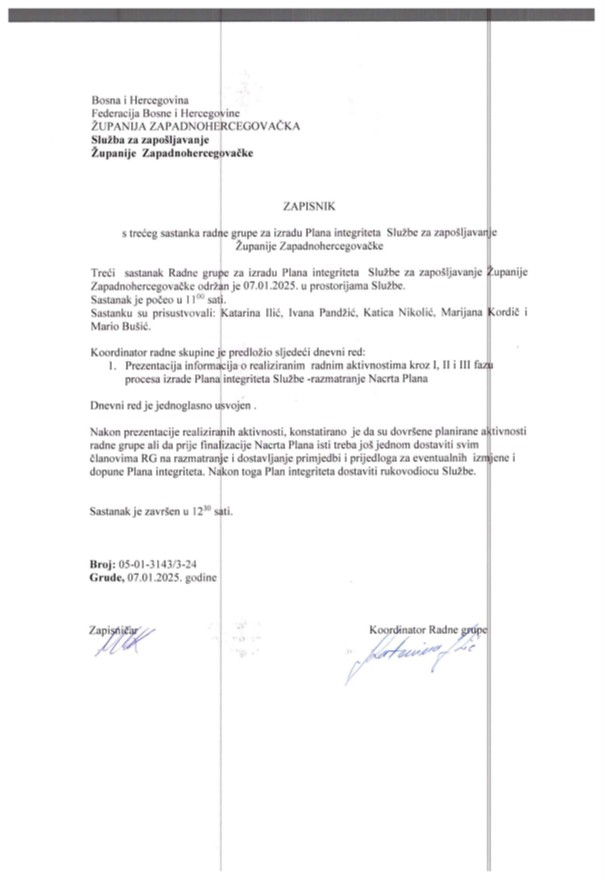 Bosna i Hercegovina
Federacija Bosne i Hercegovine
ŽUPANIJA ZAPADNOHERCEGOVAČKA
Služba za zapošljavanje
Županije Zapadnohercegovačke
ZAPISNIK
s trećeg sastanka radne grupe za izradu Plana integriteta Službe za zapošljavanje
Županije Zapadnohercegovačke
Treći sastanak Radne grupe za izradu Plana integriteta Službe za zapošljavanje Županije
Zapadnohercegovačke održan je 07.01.2025. u prostorijama Službe.
Sastanak je počeo u 11⁰⁰ sati.
Sastanku su prisustvovali: Katarina Ilić, Ivana Pandžić, Katica Nikolić, Marijana Kordić i
Mario Bušić.
Koordinator radne skupine je predložio sljedeći dnevni red:
1. Prezentacija informacija o realiziranim radnim aktivnostima kroz I, II i III fazu
procesa izrade Plana integriteta Službe -razmatranje Nacrta Plana
Dnevni red je jednoglasno usvojen .
Nakon prezentacije realiziranih aktivnosti, konstatirano je da su dovršene planirane aktivnosti
radne grupe ali da prije finalizacije Nacrta Plana isti treba još jednom dostaviti svim
članovima RG na razmatranje i dostavljanje primjedbi i prijedloga za eventualnih izmjene i
dopune Plana integriteta. Nakon toga Plan integriteta dostaviti rukovodiocu Službe.
Sastanak je završen u 12³⁰ sati.
Broj: 05-01-3143/3-24
Grude, 07.01.2025. godine
Zapisničar Koordinator Radne grupe
Katarina Ilić